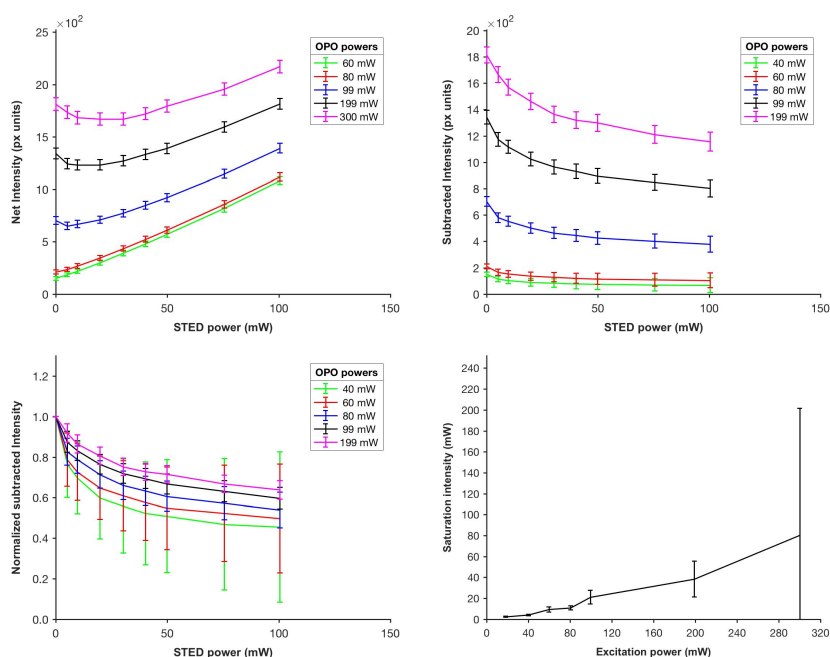 ×10²
25
20
15
10
5
0
0
50
100
150
Net Intensity (px units)
STED power (mW)
OPO powers
60 mW
80 mW
99 mW
199 mW
300 mW
×10²
20
18
16
14
12
10
8
6
4
2
0
0
50
100
150
Subtracted Intensity (px units)
STED power (mW)
OPO powers
40 mW
60 mW
80 mW
99 mW
199 mW
1.2
1.0
0.8
0.6
0.4
0.2
0.0
0
50
100
150
Normalized subtracted Intensity
STED power (mW)
OPO powers
40 mW
60 mW
80 mW
99 mW
199 mW
240
220
200
180
160
140
120
100
80
60
40
20
0
0
40
80
120
160
200
240
280
320
Saturation intensity (mW)
Excitation power (mW)